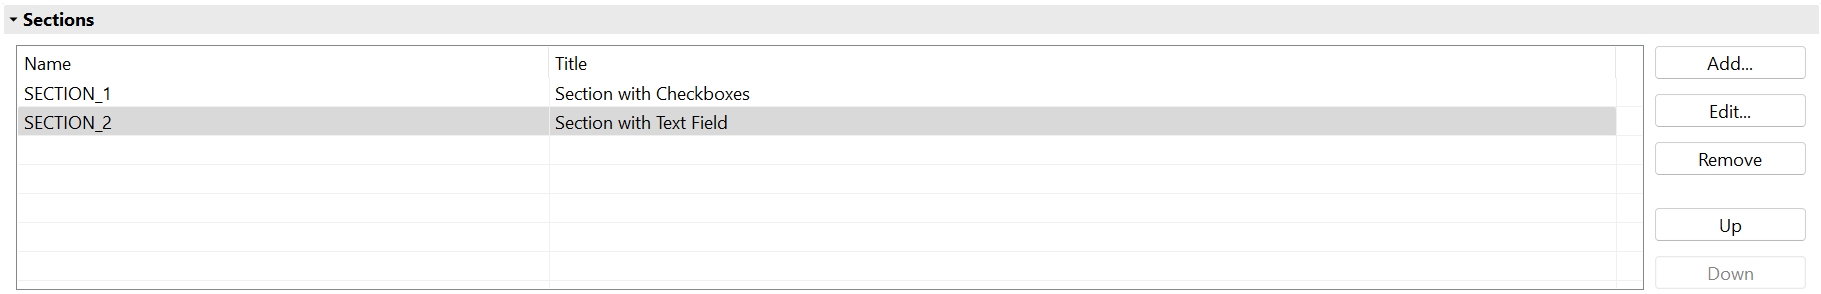 Sections
Name Title Add...
SECTION_1 Section with Checkboxes
Edit...
SECTION_2 Section with Text Field
Remove
Up
Down